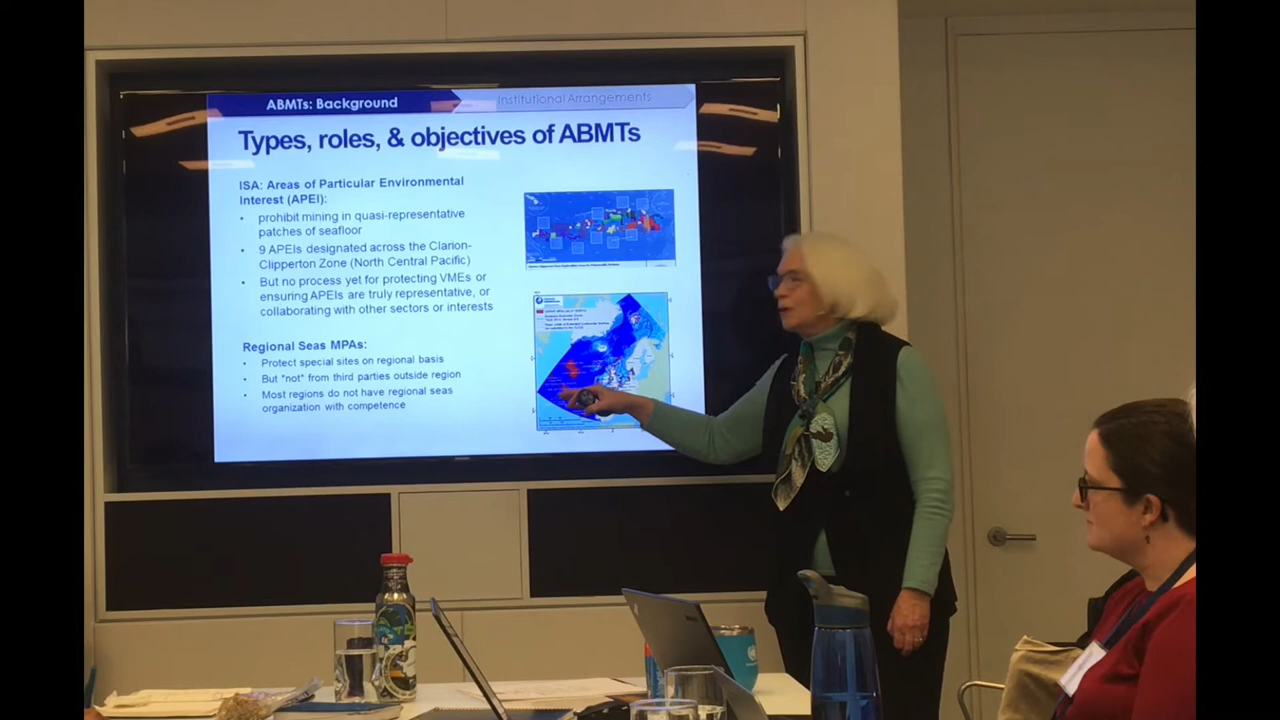 ABMTs: Background
Institutional Arrangements
Types, roles, & objectives of ABMTs
ISA: Areas of Particular Environmental
Interest (APEI):
• prohibit mining in quasi-representative
patches of seafloor
• 9 APEIs designated across the Clarion-
Clipperton Zone (North Central Pacific)
• But no process yet for protecting VMEs or
ensuring APEIs are truly representative, or
collaborating with other sectors or interests
Regional Seas MPAs:
• Protect special sites on regional basis
• But *not* from third parties outside region
• Most regions do not have regional seas
organization with competence